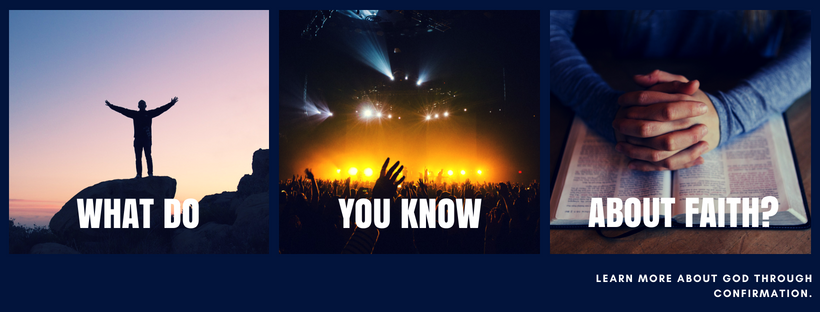 WHAT DO
YOU KNOW
ABOUT FAITH?
LEARN MORE ABOUT GOD THROUGH
CONFIRMATION.